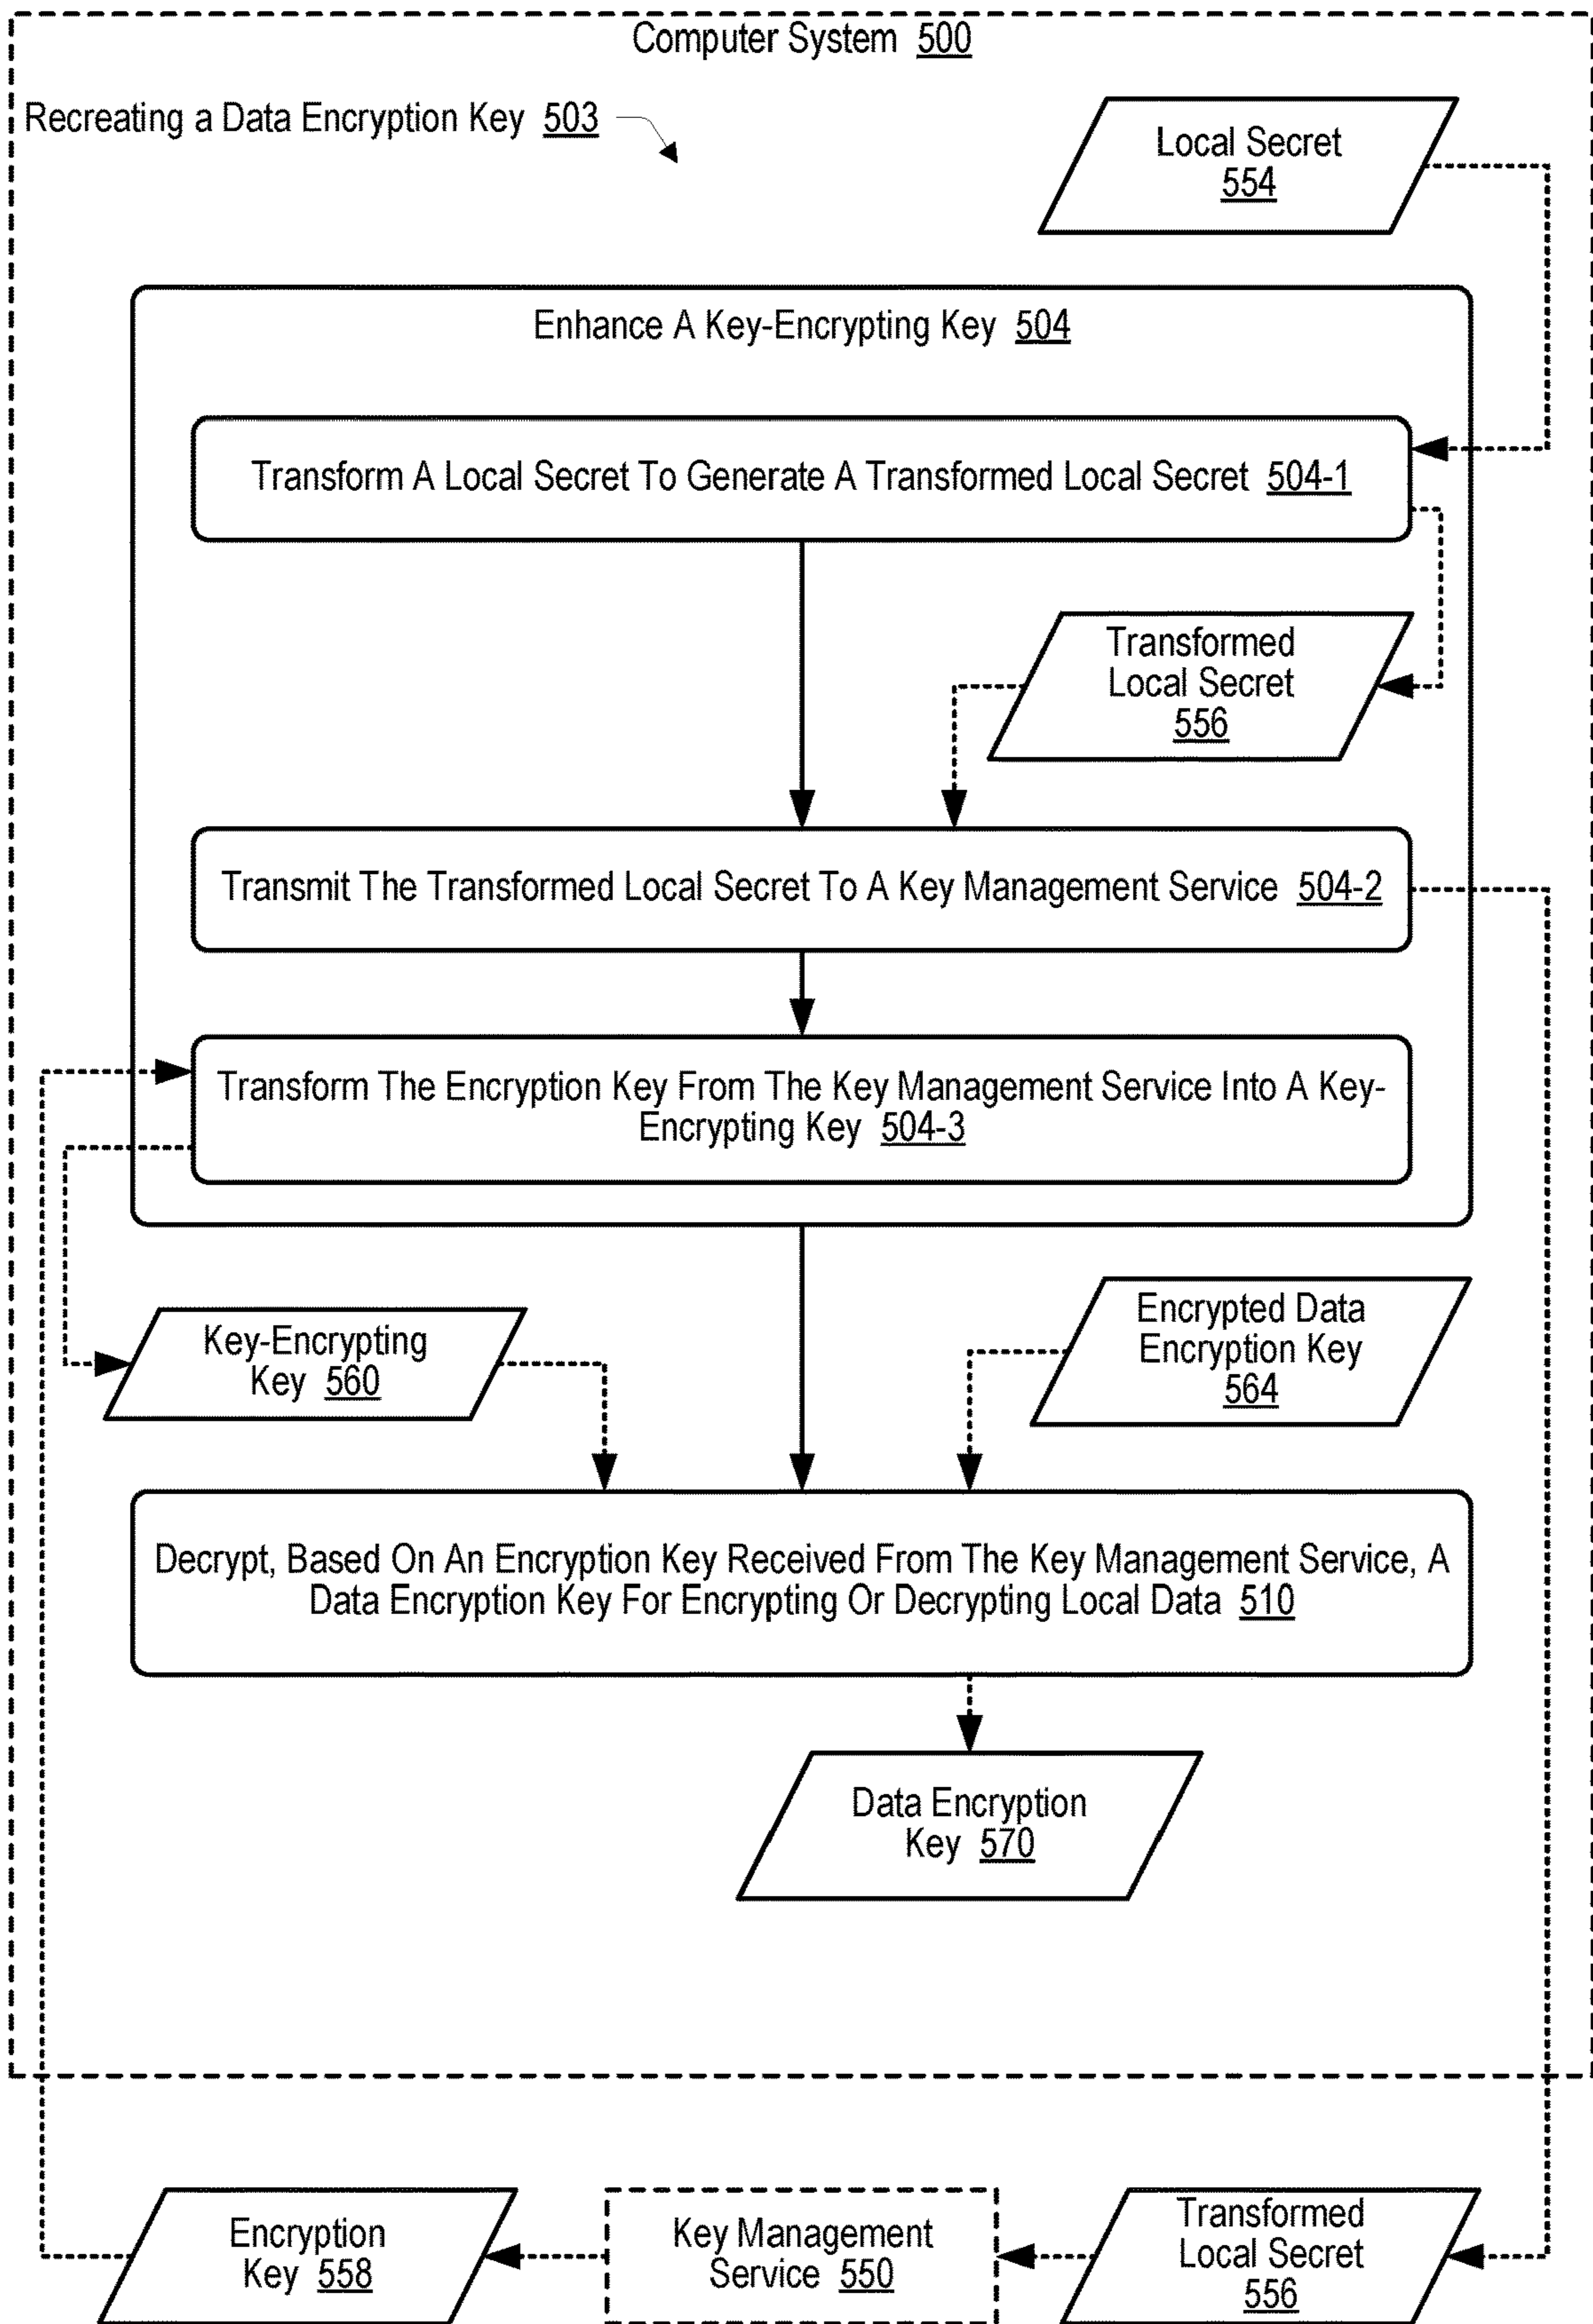 Computer System 500
Recreating a Data Encryption Key 503
Local Secret
554
Enhance A Key-Encrypting Key 504
Transform A Local Secret To Generate A Transformed Local Secret 504-1
Transformed
Local Secret
556
Transmit The Transformed Local Secret To A Key Management Service 504-2
Transform The Encryption Key From The Key Management Service Into A Key-
Encrypting Key 504-3
Key-Encrypting
Key 560
Encrypted Data
Encryption Key
564
Decrypt, Based On An Encryption Key Received From The Key Management Service, A
Data Encryption Key For Encrypting Or Decrypting Local Data 510
Data Encryption
Key 570
Encryption
Key 558
Key Management
Service 550
Transformed
Local Secret
556